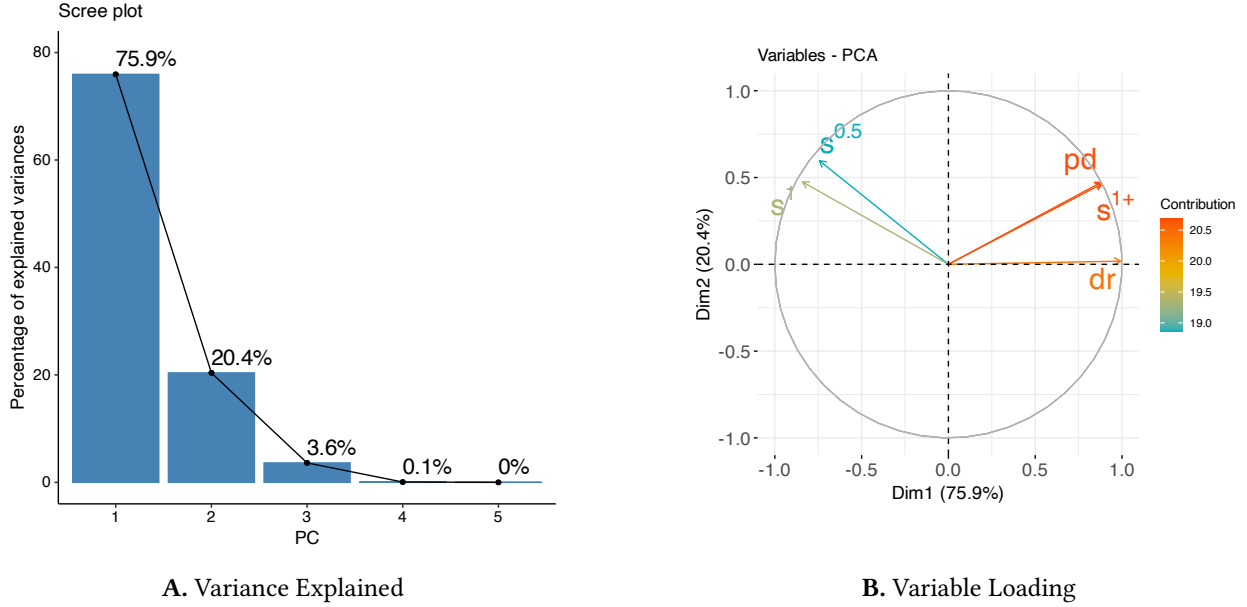 Scree plot
80
60
40
20
0
Percentage of explained variances
75.9%
20.4%
3.6%
0.1%
0%
1 2 3 4 5
PC
A. Variance Explained
Variables - PCA
1.0
0.5
0.0
-0.5
-1.0
Dim2 (20.4%)
s^0.5
s^1
pd
s^1+
dr
-1.0 -0.5 0.0 0.5 1.0
Dim1 (75.9%)
Contribution
20.5
20.0
19.5
19.0
B. Variable Loading